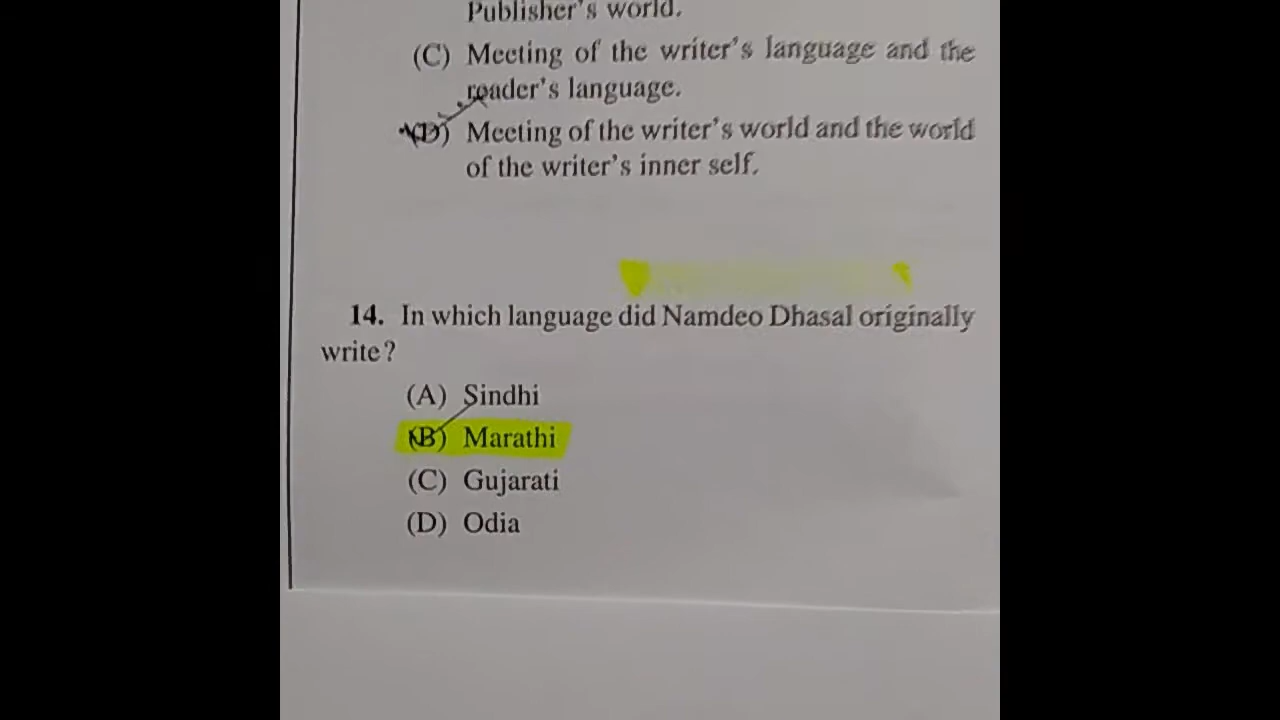 Publisher's world.
(C) Meeting of the writer's language and the
reader's language.
(D) Meeting of the writer's world and the world
of the writer's inner self.
14. In which language did Namdeo Dhasal originally
write?
(A) Sindhi
(B) Marathi
(C) Gujarati
(D) Odia